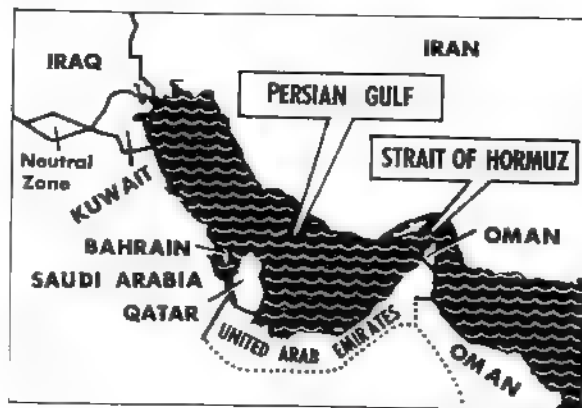 IRAN
IRAQ
PERSIAN GULF
STRAIT OF HORMUZ
Neutral
Zone
KUWAIT
OMAN
BAHRAIN
SAUDI ARABIA
QATAR
UNITED ARAB EMIRATES
OMAN